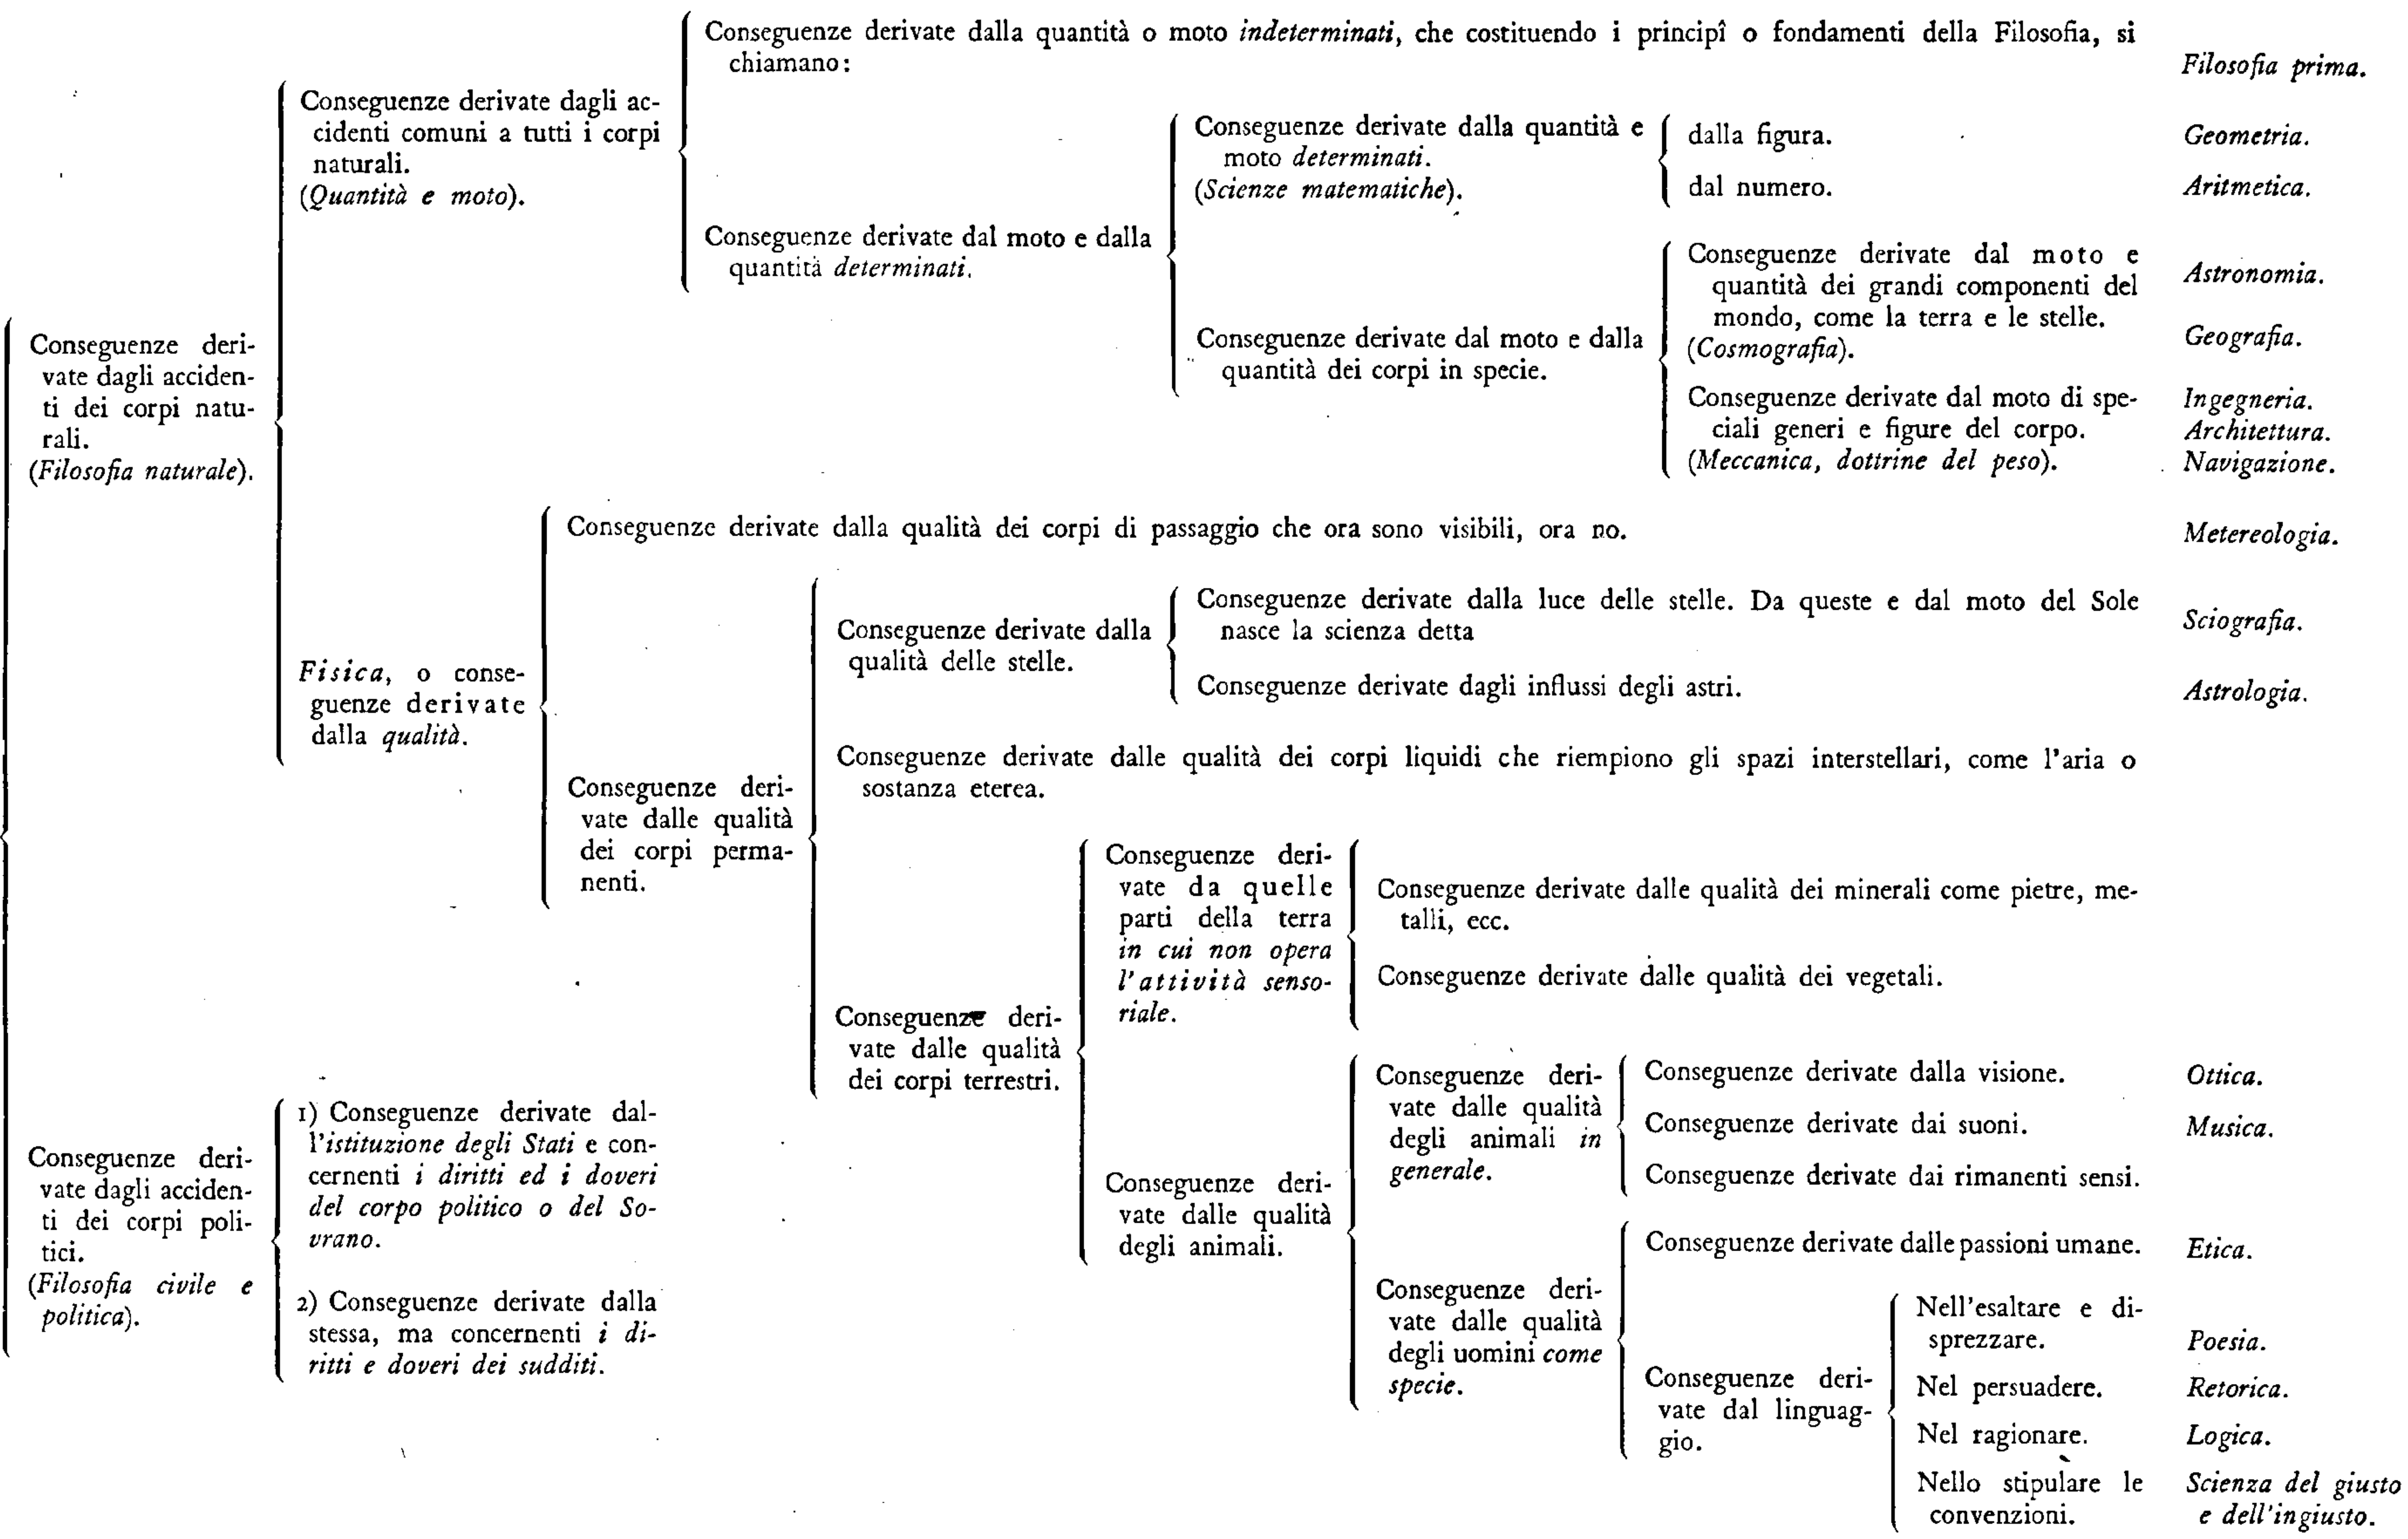 Conseguenze derivate dalla quantità o moto indeterminati, che costituendo i principî o fondamenti della Filosofia, si
chiamano:
Filosofia prima.
Conseguenze derivate dagli ac-
cidenti comuni a tutti i corpi
naturali.
(Quantità e moto).
Conseguenze derivate dal moto e dalla
quantità determinati.
Conseguenze derivate dalla quantità e
moto determinati.
(Scienze matematiche).
dalla figura.
Geometria.
dal numero.
Aritmetica.
Conseguenze derivate dal moto e dalla
quantità dei corpi in specie.
Conseguenze derivate dal moto e
quantità dei grandi componenti del
mondo, come la terra e le stelle.
(Cosmografia).
Astronomia.
Geografia.
Conseguenze derivate dal moto di spe-
ciali generi e figure del corpo.
(Meccanica, dottrine del peso).
Ingegneria.
Architettura.
Navigazione.
Conseguenze deri-
vate dagli acciden-
ti dei corpi natu-
rali.
(Filosofia naturale).
Fisica, o conse-
guenze derivate
dalla qualità.
Conseguenze derivate dalla qualità dei corpi di passaggio che ora sono visibili, ora no.
Metereologia.
Conseguenze deri-
vate dalle qualità
dei corpi perma-
nenti.
Conseguenze derivate dalla
qualità delle stelle.
Conseguenze derivate dalla luce delle stelle. Da queste e dal moto del Sole
nasce la scienza detta
Sciografia.
Conseguenze derivate dagli influssi degli astri.
Astrologia.
Conseguenze derivate dalle qualità dei corpi liquidi che riempiono gli spazi interstellari, come l'aria o
sostanza eterea.
Conseguenze deri-
vate dalle qualità
dei corpi terrestri.
Conseguenze deri-
vate da quelle
parti della terra
in cui non opera
l'attività senso-
riale.
Conseguenze derivate dalle qualità dei minerali come pietre, me-
talli, ecc.
Conseguenze derivate dalle qualità dei vegetali.
Conseguenze deri-
vate dalle qualità
degli animali.
Conseguenze deri-
vate dalle qualità
degli animali in
generale.
Conseguenze derivate dalla visione.
Ottica.
Conseguenze derivate dai suoni.
Musica.
Conseguenze derivate dai rimanenti sensi.
Conseguenze deri-
vate dalle qualità
degli uomini come
specie.
Conseguenze derivate dalle passioni umane.
Etica.
Conseguenze deri-
vate dal linguag-
gio.
Nell'esaltare e di-
sprezzare.
Poesia.
Nel persuadere.
Retorica.
Nel ragionare.
Logica.
Nello stipulare le
convenzioni.
Scienza del giusto
e dell'ingiusto.
Conseguenze deri-
vate dagli acciden-
ti dei corpi poli-
tici.
(Filosofia civile e
politica).
1) Conseguenze derivate dal-
l'istituzione degli Stati e con-
cernenti i diritti ed i doveri
del corpo politico o del So-
vrano.
2) Conseguenze derivate dalla
stessa, ma concernenti i di-
ritti e doveri dei sudditi.